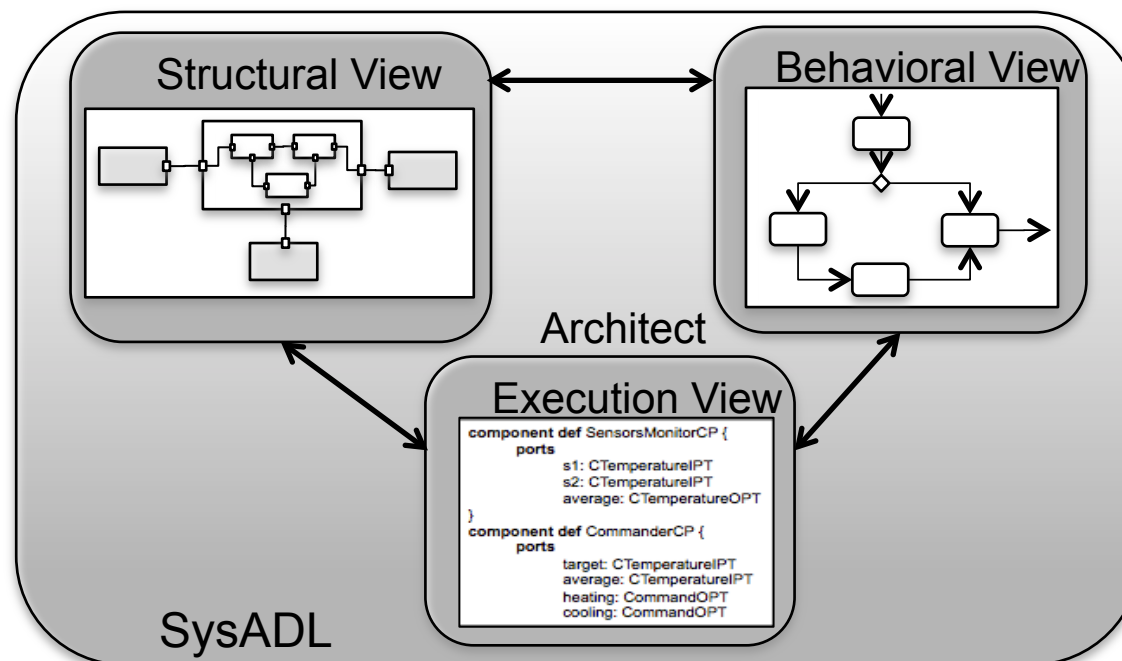 Structural View
Behavioral View
Architect
Execution View
component def SensorsMonitorCP {
ports
s1: CTemperatureIPT
s2: CTemperatureIPT
average: CTemperatureOPT
}
component def CommanderCP {
ports
target: CTemperatureIPT
average: CTemperatureIPT
heating: CommandOPT
cooling: CommandOPT
SysADL